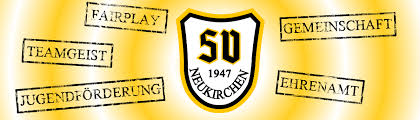 FAIRPLAY
TEAMGEIST
JUGENDFÖRDERUNG
SV
1947
NEUKIRCHEN
GEMEINSCHAFT
EHRENAMT